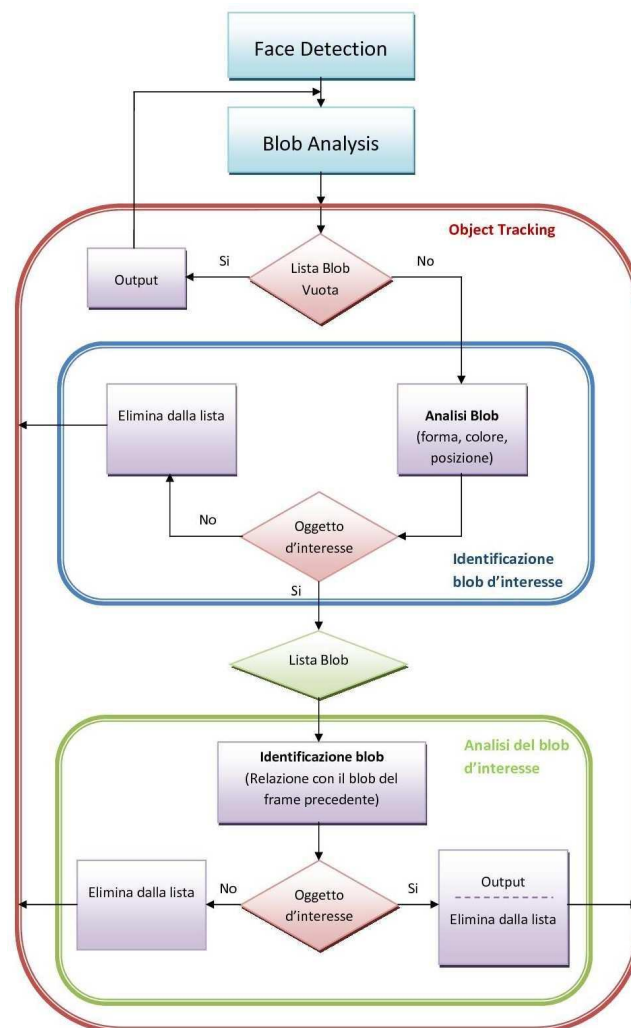 Face Detection
Blob Analysis
Object Tracking
Si
No
Output
Lista Blob
Vuota
Elimina dalla lista
Analisi Blob
(forma, colore,
posizione)
No
Oggetto
d'interesse
Identificazione
blob d'interesse
Si
Lista Blob
Analisi del blob
d'interesse
Identificazione blob
(Relazione con il blob del
frame precedente)
Elimina dalla lista
No
Oggetto
d'interesse
Si
Output
Elimina dalla lista